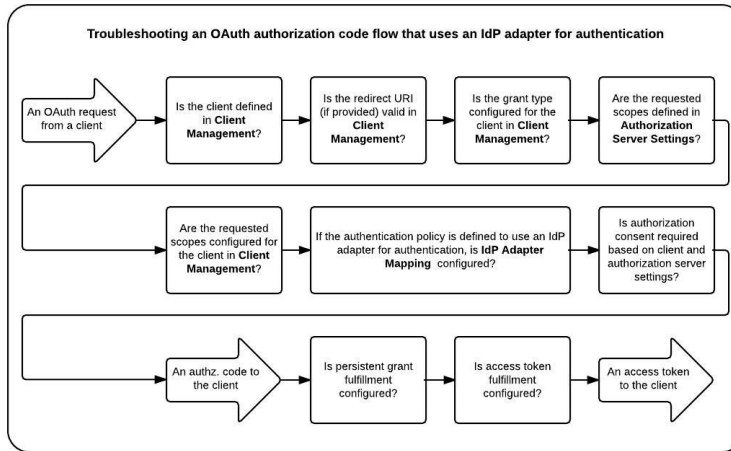 Troubleshooting an OAuth authorization code flow that uses an IdP adapter for authentication
An OAuth request
from a client
Is the client defined
in Client
Management?
Is the redirect URI
(if provided) valid in
Client
Management?
Is the grant type
configured for the
client in Client
Management?
Are the requested
scopes defined in
Authorization
Server Settings?
Are the requested
scopes configured for
the client in Client
Management?
If the authentication policy is defined to use an IdP
adapter for authentication, is IdP Adapter
Mapping configured?
Is authorization
consent required
based on client and
authorization server
settings?
An authz. code to
the client
Is persistent grant
fulfillment
configured?
Is access token
fulfillment
configured?
An access token
to the client